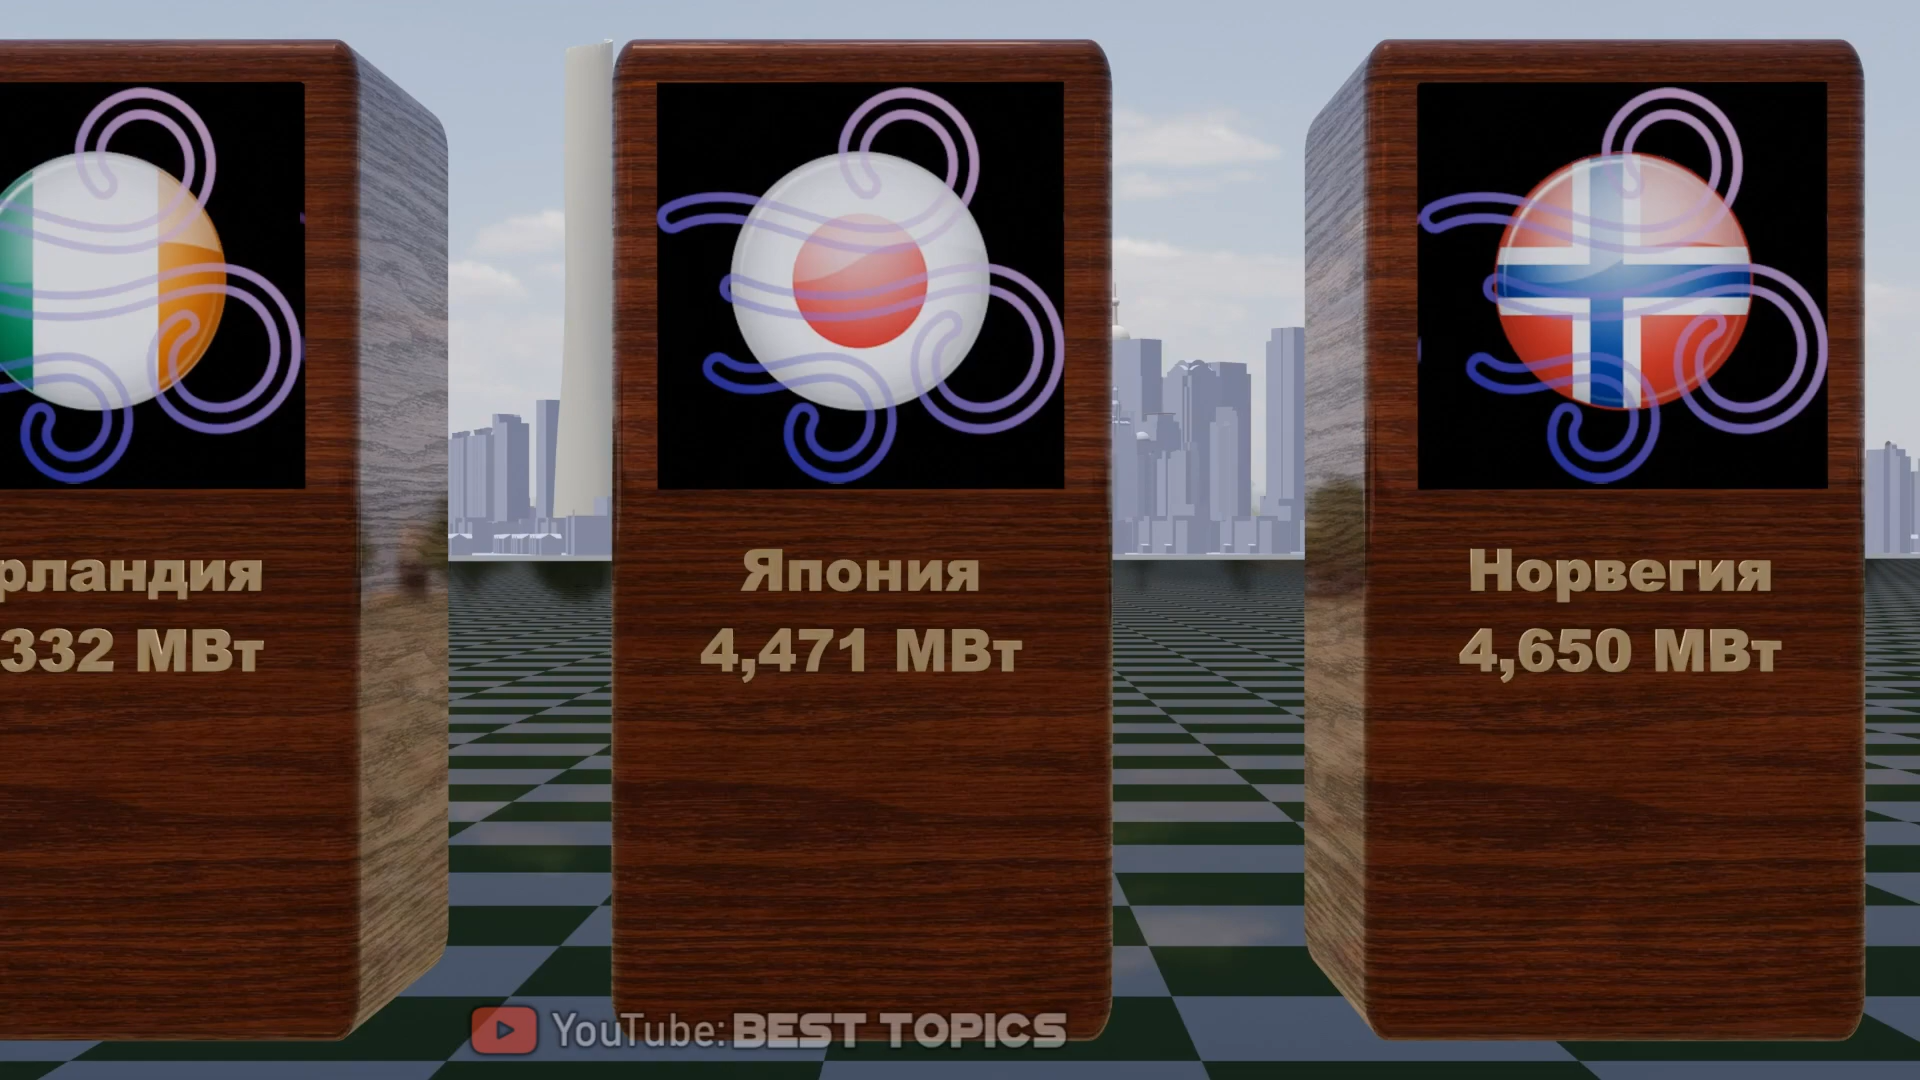 рландия
332 МВт
Япония
4,471 МВт
Норвегия
4,650 МВт
YouTube: BEST TOPICS